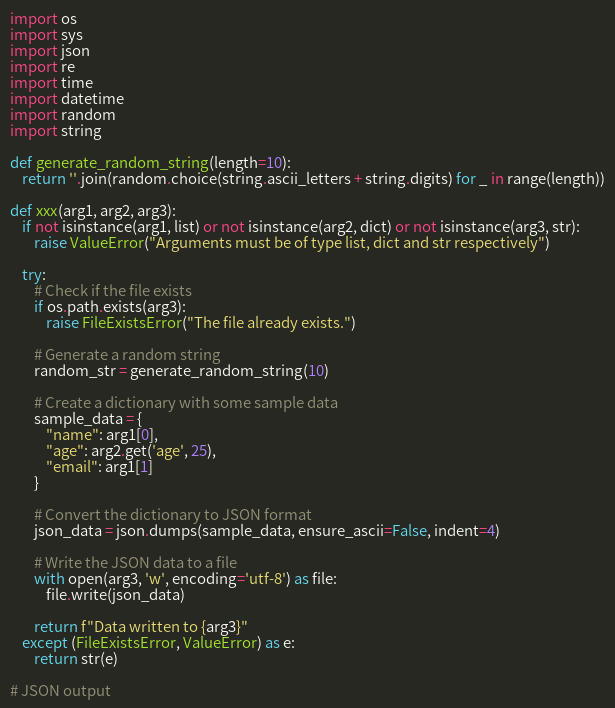 import os
import sys
import json
import re
import time
import datetime
import random
import string

def generate_random_string(length=10):
    return ''.join(random.choice(string.ascii_letters + string.digits) for _ in range(length))

def xxx(arg1, arg2, arg3):
    if not isinstance(arg1, list) or not isinstance(arg2, dict) or not isinstance(arg3, str):
        raise ValueError("Arguments must be of type list, dict and str respectively")

    try:
        # Check if the file exists
        if os.path.exists(arg3):
            raise FileExistsError("The file already exists.")

        # Generate a random string
        random_str = generate_random_string(10)

        # Create a dictionary with some sample data
        sample_data = {
            "name": arg1[0],
            "age": arg2.get('age', 25),
            "email": arg1[1]
        }

        # Convert the dictionary to JSON format
        json_data = json.dumps(sample_data, ensure_ascii=False, indent=4)

        # Write the JSON data to a file
        with open(arg3, 'w', encoding='utf-8') as file:
            file.write(json_data)

        return f"Data written to {arg3}"
    except (FileExistsError, ValueError) as e:
        return str(e)

# JSON output